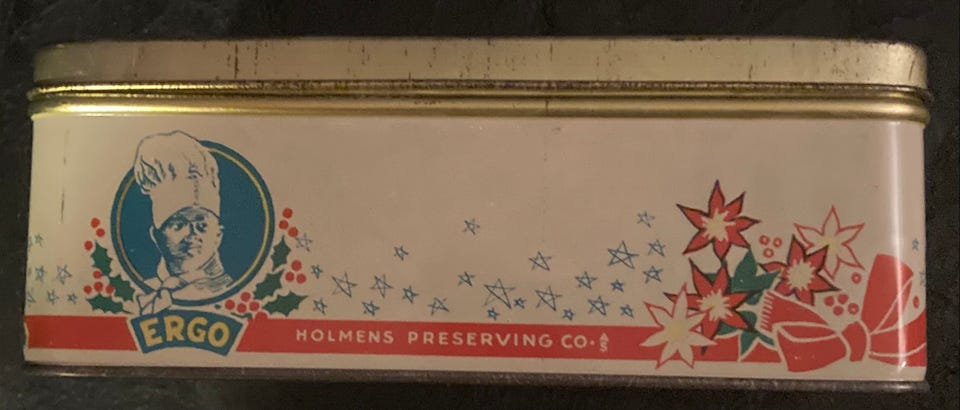 ERGO
HOLMENS PRESERVING CO. A/S